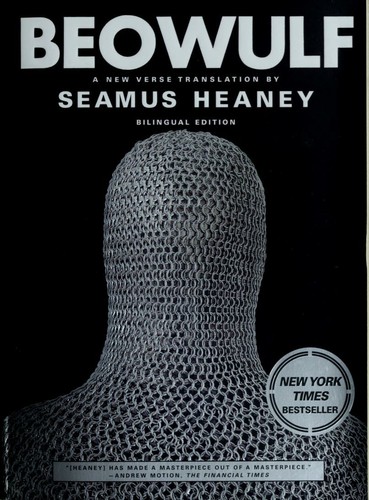 BEOWULF
A NEW VERSE TRANSLATION BY
SEAMUS HEANEY
BILINGUAL EDITION
NEW YORK
TIMES
BESTSELLER
"[HEANEY] HAS MADE A MASTERPIECE OUT OF A MASTERPIECE."
—ANDREW MOTION, THE FINANCIAL TIMES